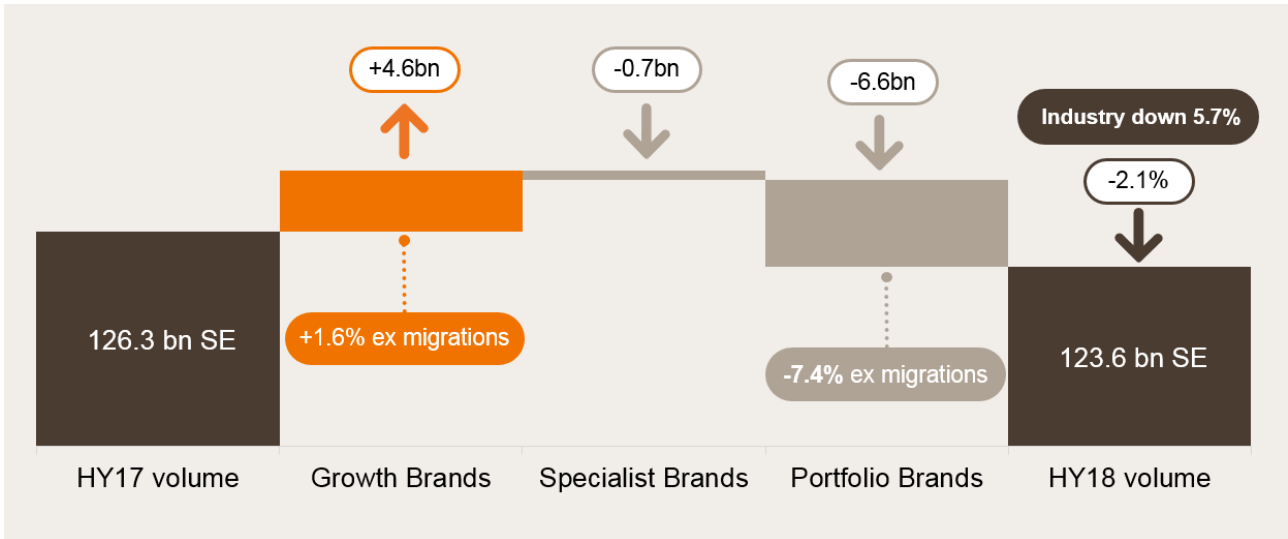 +4.6bn
-0.7bn
-6.6bn
Industry down 5.7%
-2.1%
126.3 bn SE
+1.6% ex migrations
-7.4% ex migrations
123.6 bn SE
HY17 volume
Growth Brands
Specialist Brands
Portfolio Brands
HY18 volume